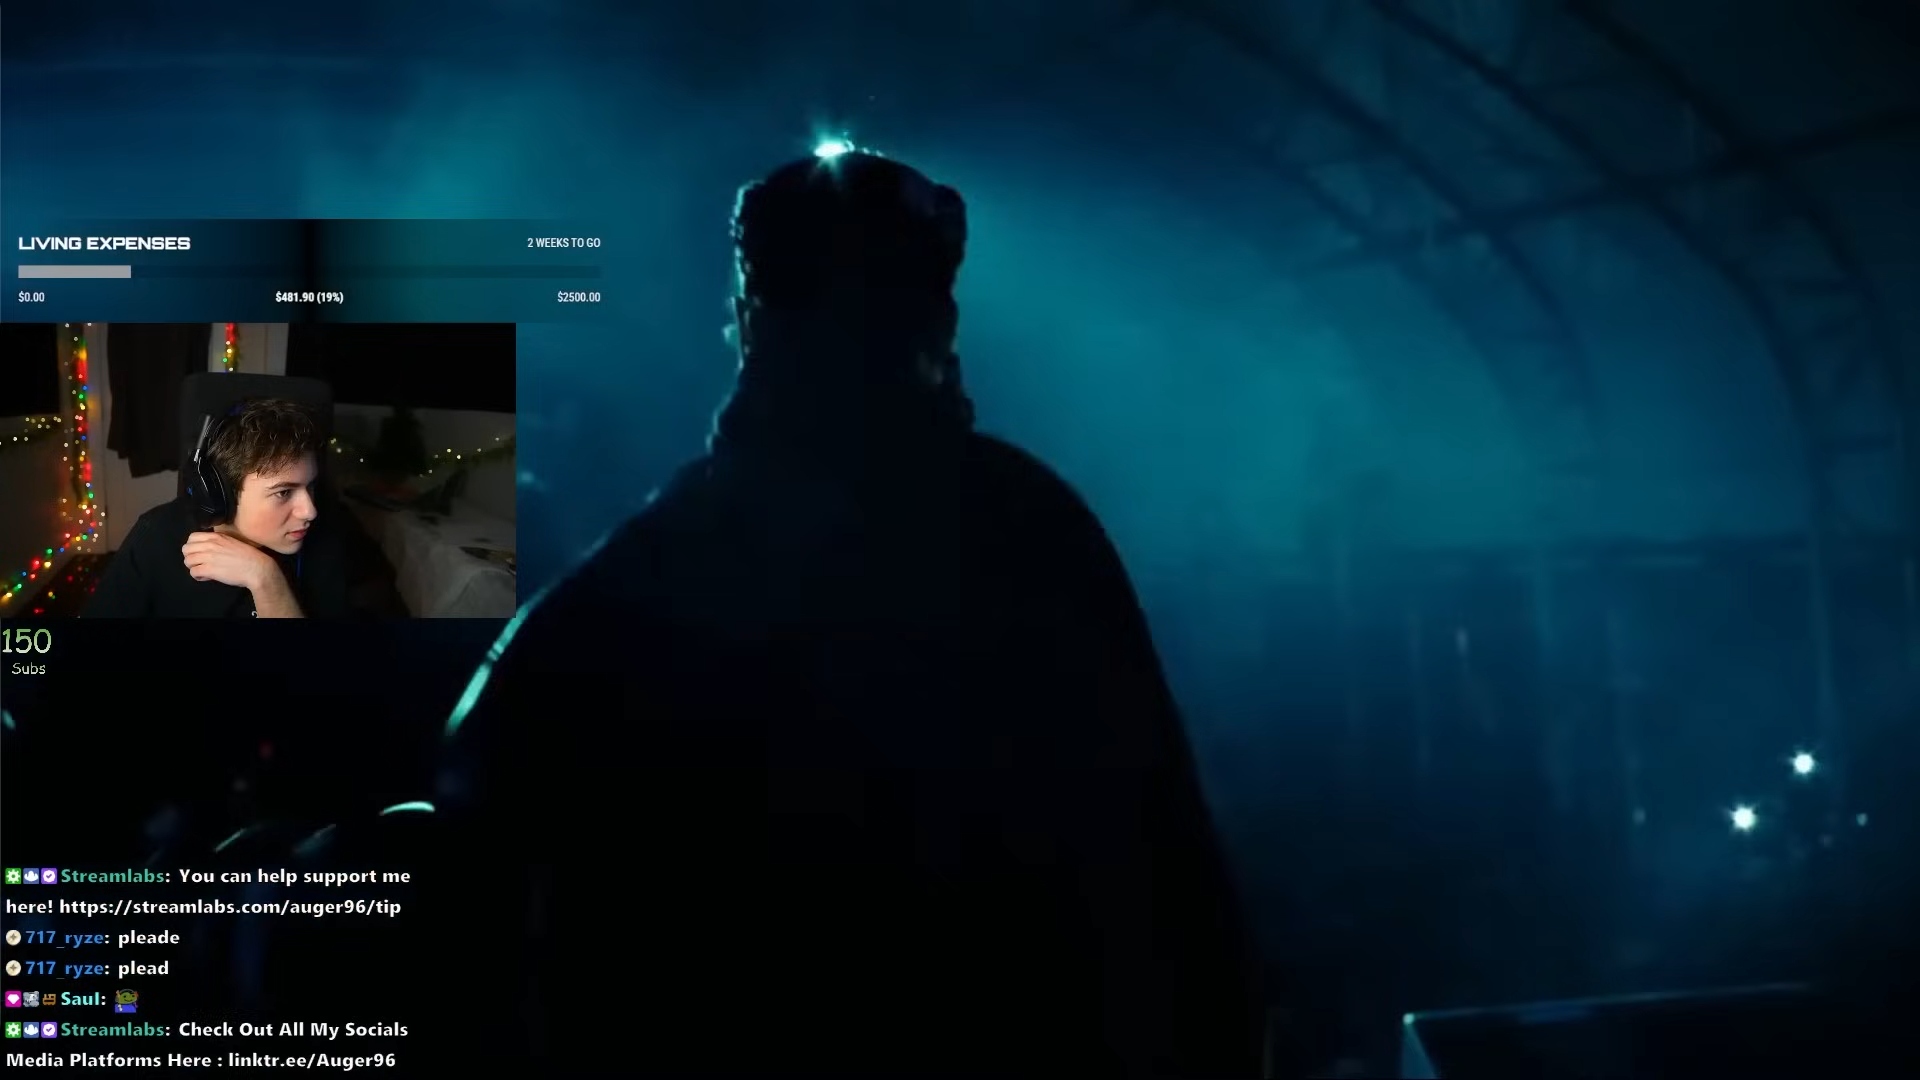 LIVING EXPENSES
2 WEEKS TO GO
$0.00
$481.90 (19%)
$2500.00
150
Subs
Streamlabs: You can help support me
here! https://streamlabs.com/auger96/tip
717_ryze: pleade
717_ryze: plead
Saul:
Streamlabs: Check Out All My Socials
Media Platforms Here : linktr.ee/Auger96